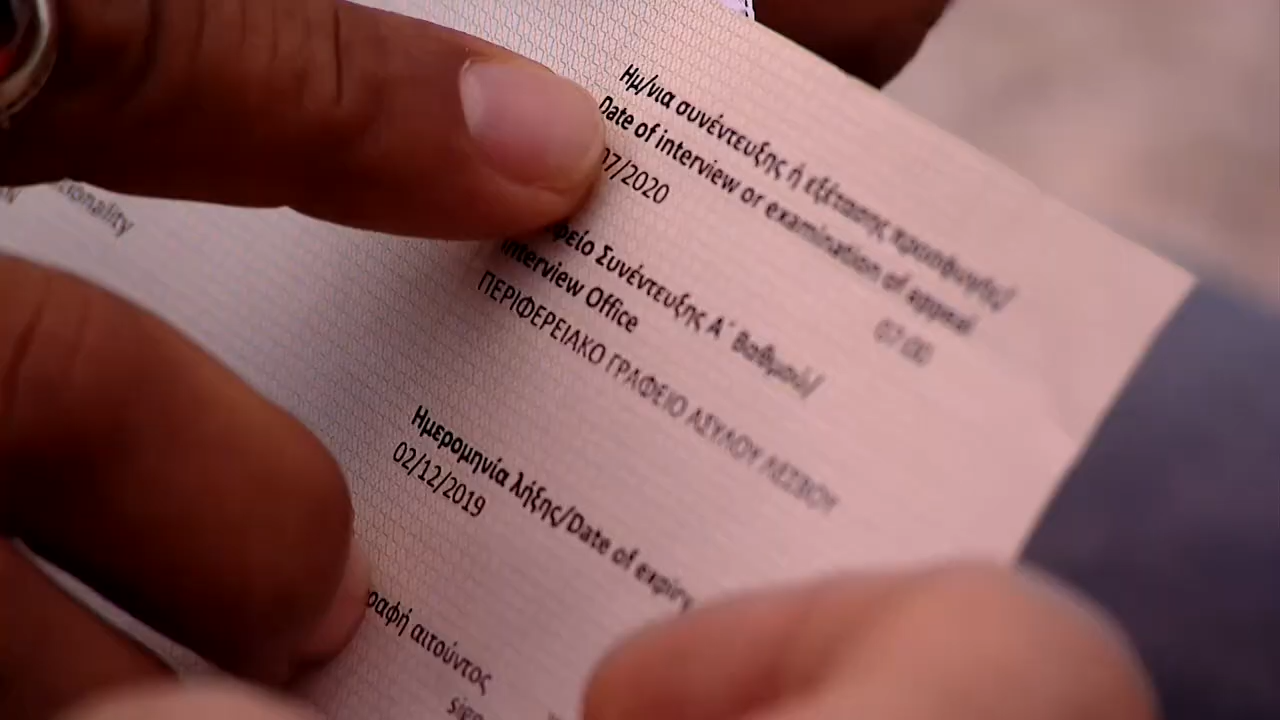 Ημ/νια συνέντευξης ή εξέτασης προσφυγής/
Date of interview or examination of appeal
07/2020 07:00
Συνέντευξης Α΄ Βαθμού/
Interview Office
ΠΕΡΙΦΕΡΕΙΑΚΟ ΓΡΑΦΕΙΟ ΑΣΥΛΟΥ ΛΕΣΒΟΥ
Ημερομηνία λήξης/Date of expiry
02/12/2019
αιτούντος